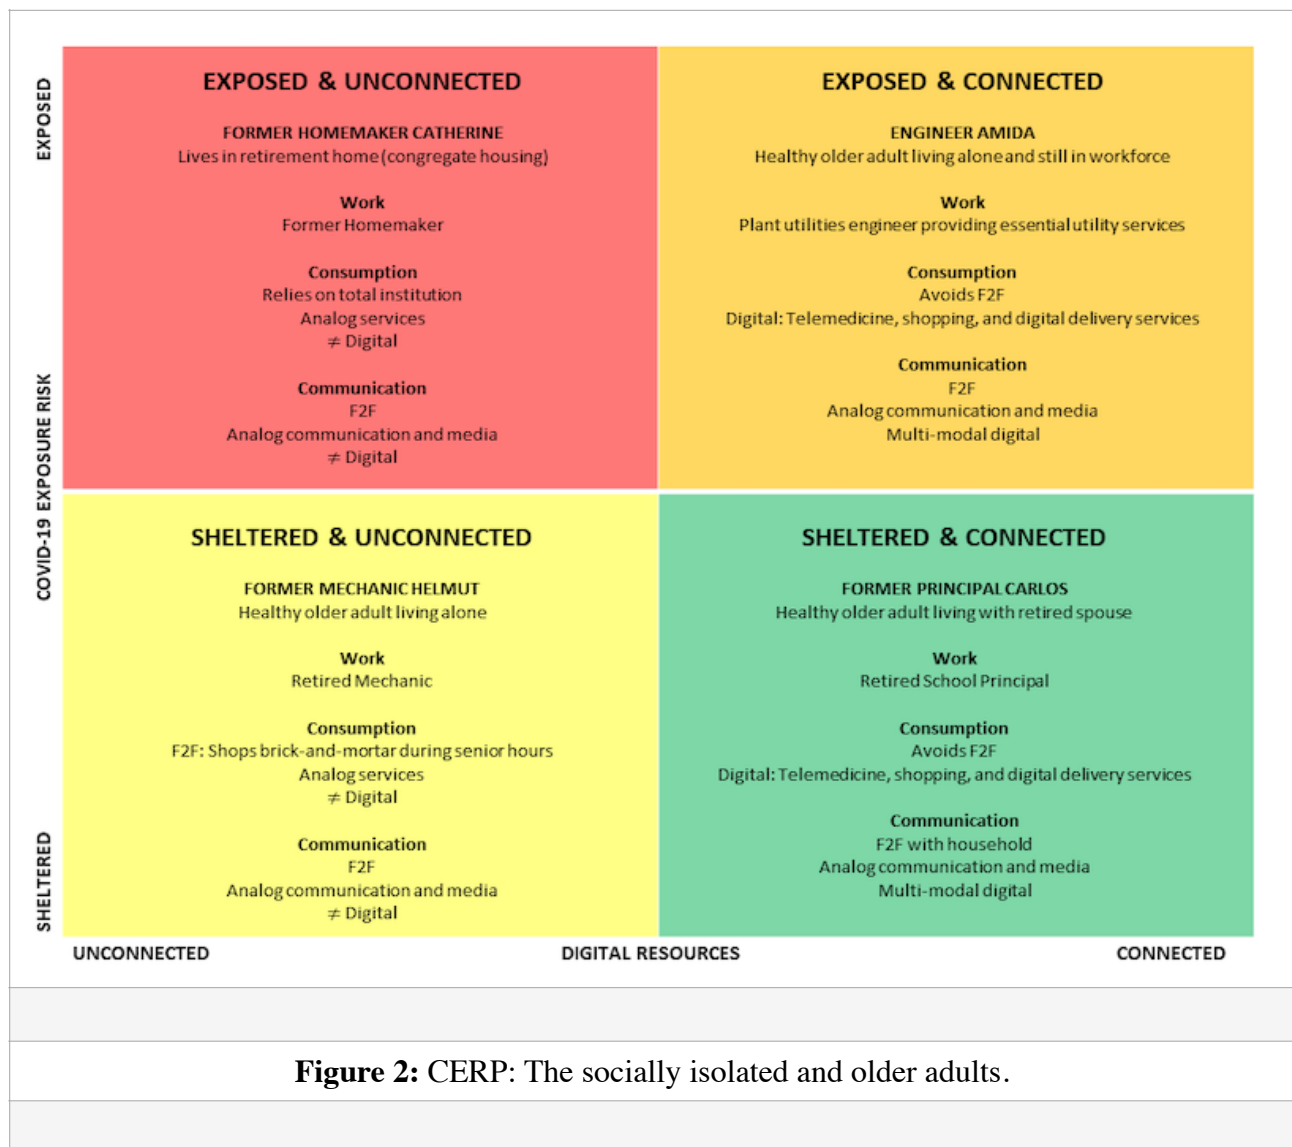 EXPOSED
COVID-19 EXPOSURE RISK
SHELTERED
EXPOSED & UNCONNECTED
FORMER HOMEMAKER CATHERINE
Lives in retirement home (congregate housing)
Work
Former Homemaker
Consumption
Relies on total institution
Analog services
≠ Digital
Communication
F2F
Analog communication and media
≠ Digital
EXPOSED & CONNECTED
ENGINEER AMIDA
Healthy older adult living alone and still in workforce
Work
Plant utilities engineer providing essential utility services
Consumption
Avoids F2F
Digital: Telemedicine, shopping, and digital delivery services
Communication
F2F
Analog communication and media
Multi-modal digital
SHELTERED & UNCONNECTED
FORMER MECHANIC HELMUT
Healthy older adult living alone
Work
Retired Mechanic
Consumption
F2F: Shops brick-and-mortar during senior hours
Analog services
≠ Digital
Communication
F2F
Analog communication and media
≠ Digital
SHELTERED & CONNECTED
FORMER PRINCIPAL CARLOS
Healthy older adult living with retired spouse
Work
Retired School Principal
Consumption
Avoids F2F
Digital: Telemedicine, shopping, and digital delivery services
Communication
F2F with household
Analog communication and media
Multi-modal digital
UNCONNECTED
DIGITAL RESOURCES
CONNECTED
Figure 2: CERP: The socially isolated and older adults.